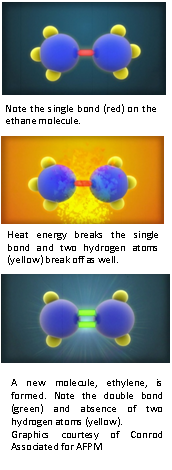 Note the single bond (red) on the
ethane molecule.
Heat energy breaks the single
bond and two hydrogen atoms
(yellow) break off as well.
A new molecule, ethylene, is
formed. Note the double bond
(green) and absence of two
hydrogen atoms (yellow).
Graphics courtesy of Conrod
Associated for AFPM